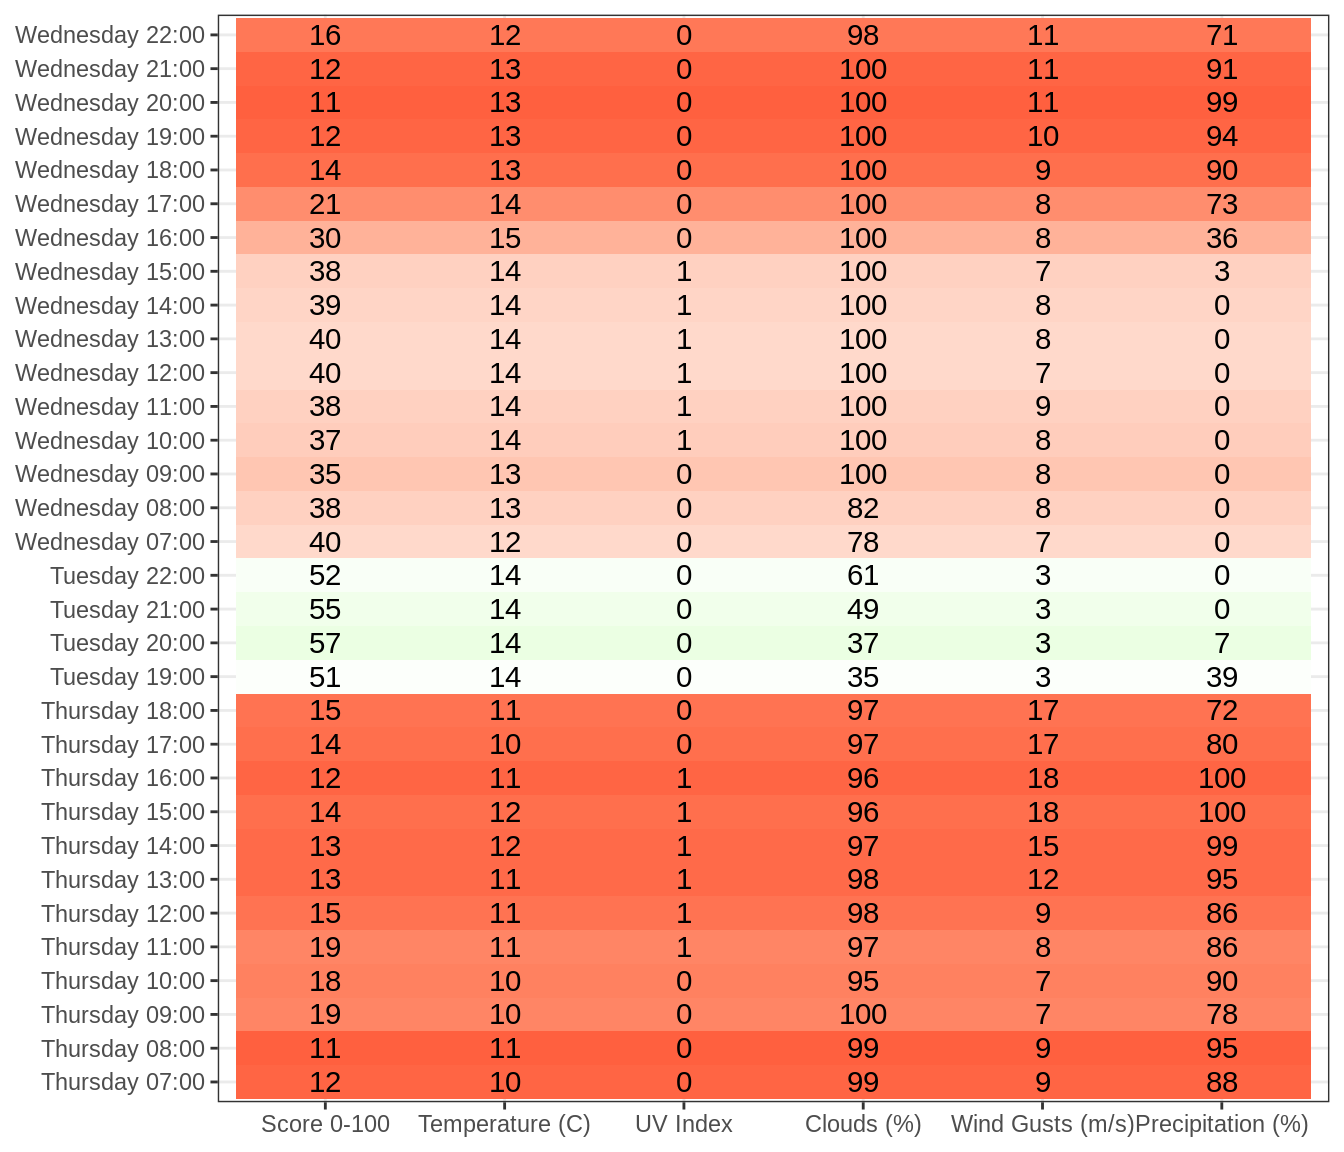 Wednesday 22:00 16 12 0 98 11 71
Wednesday 21:00 12 13 0 100 11 91
Wednesday 20:00 11 13 0 100 11 99
Wednesday 19:00 12 13 0 100 10 94
Wednesday 18:00 14 13 0 100 9 90
Wednesday 17:00 21 14 0 100 8 73
Wednesday 16:00 30 15 0 100 8 36
Wednesday 15:00 38 14 1 100 7 3
Wednesday 14:00 39 14 1 100 8 0
Wednesday 13:00 40 14 1 100 8 0
Wednesday 12:00 40 14 1 100 7 0
Wednesday 11:00 38 14 1 100 9 0
Wednesday 10:00 37 14 1 100 8 0
Wednesday 09:00 35 13 0 100 8 0
Wednesday 08:00 38 13 0 82 8 0
Wednesday 07:00 40 12 0 78 7 0
Tuesday 22:00 52 14 0 61 3 0
Tuesday 21:00 55 14 0 49 3 0
Tuesday 20:00 57 14 0 37 3 7
Tuesday 19:00 51 14 0 35 3 39
Thursday 18:00 15 11 0 97 17 72
Thursday 17:00 14 10 0 97 17 80
Thursday 16:00 12 11 1 96 18 100
Thursday 15:00 14 12 1 96 18 100
Thursday 14:00 13 12 1 97 15 99
Thursday 13:00 13 11 1 98 12 95
Thursday 12:00 15 11 1 98 9 86
Thursday 11:00 19 11 1 97 8 86
Thursday 10:00 18 10 0 95 7 90
Thursday 09:00 19 10 0 100 7 78
Thursday 08:00 11 11 0 99 9 95
Thursday 07:00 12 10 0 99 9 88
Score 0-100 Temperature (C) UV Index Clouds (%) Wind Gusts (m/s) Precipitation (%)